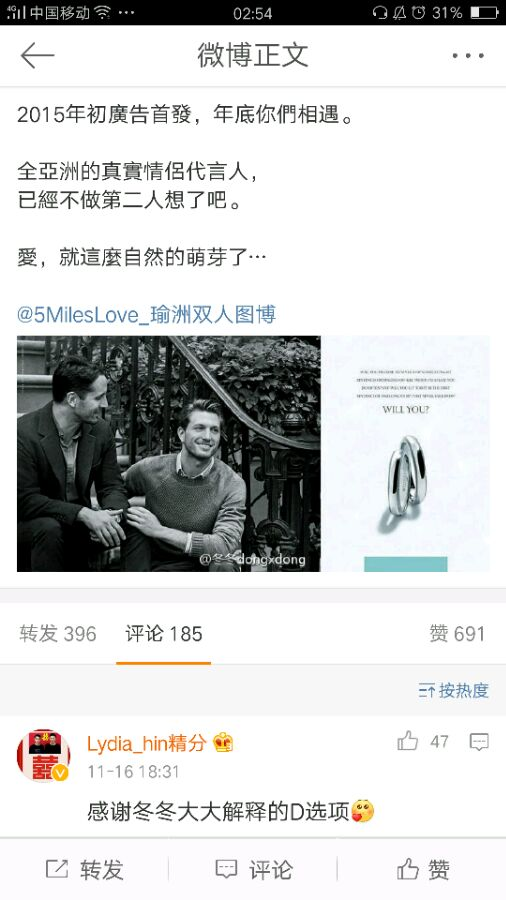 4G 中国移动 ... 02:54 31%
微博正文
2015年初廣告首發，年底你們相遇。
全亞洲的真實情侶代言人，
已經不做第二人想了吧。
愛，就這麼自然的萌芽了…
@5MilesLove_瑜洲双人图博
WILL YOU?
@冬冬dongxdong
转发 396 评论 185 赞 691
按热度
Lydia_hin精分 47
11-16 18:31
囍
感谢冬冬大大解释的D选项
转发 评论 赞